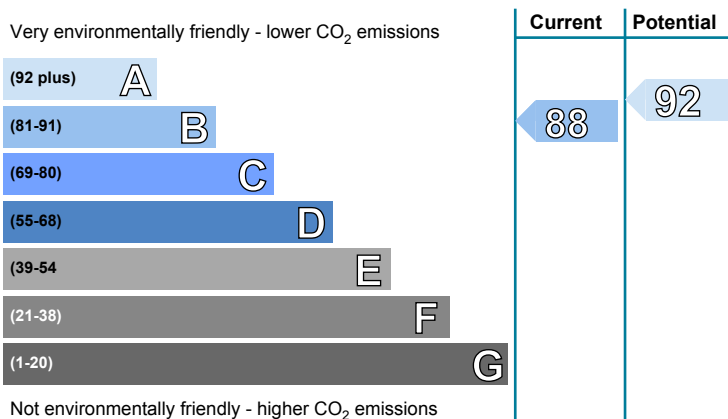 Very environmentally friendly - lower CO₂ emissions
Current
Potential
(92 plus) A
(81-91) B
(69-80) C
(55-68) D
(39-54 E
(21-38) F
(1-20) G
88
92
Not environmentally friendly - higher CO₂ emissions